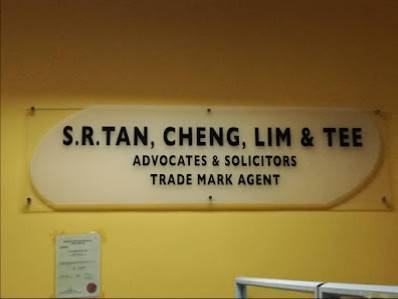 S.R.TAN, CHENG, LIM & TEE
ADVOCATES & SOLICITORS
TRADE MARK AGENT